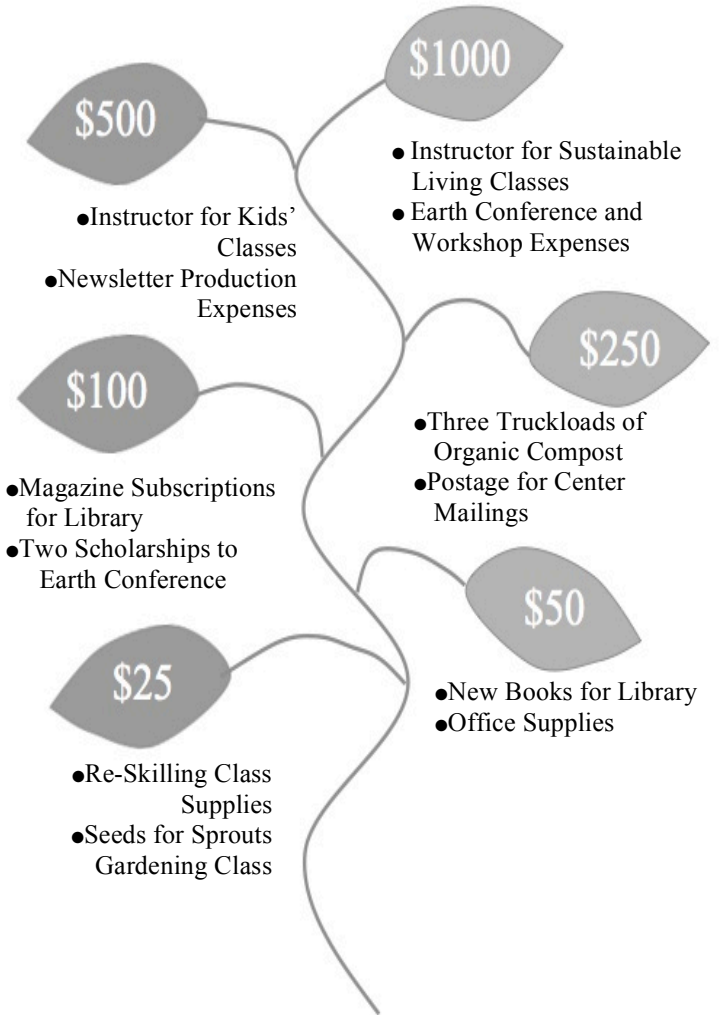 $1000
● Instructor for Sustainable
Living Classes
● Earth Conference and
Workshop Expenses
$500
●Instructor for Kids’
Classes
●Newsletter Production
Expenses
$250
●Three Truckloads of
Organic Compost
●Postage for Center
Mailings
$100
●Magazine Subscriptions
for Library
●Two Scholarships to
Earth Conference
$50
●New Books for Library
●Office Supplies
$25
●Re-Skilling Class
Supplies
●Seeds for Sprouts
Gardening Class